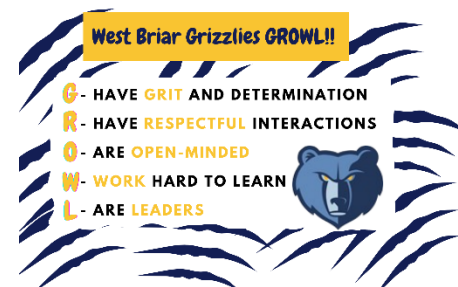 West Briar Grizzlies GROWL!!
G- HAVE GRIT AND DETERMINATION
R- HAVE RESPECTFUL INTERACTIONS
O- ARE OPEN-MINDED
W- WORK HARD TO LEARN
L- ARE LEADERS